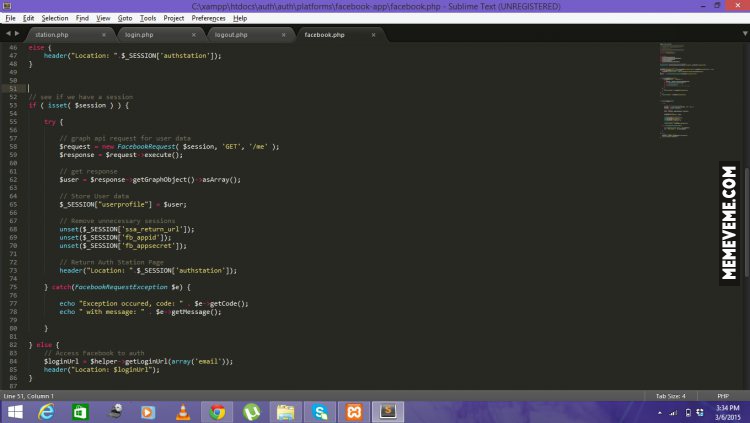 C:\xampp\htdocs\auth\auth\platforms\facebook-app\facebook.php - Sublime Text (UNREGISTERED)
File Edit Selection Find View Goto Tools Project Preferences Help
station.php login.php logout.php facebook.php
46 else {
47 header("Location: ".$_SESSION['authstation']);
48 }
49
50
51
52 // see if we have a session
53 if ( isset( $session ) ) {
54
55 try {
56
57 // graph api request for user data
58 $request = new FacebookRequest( $session, 'GET', '/me' );
59 $response = $request->execute();
60
61 // get response
62 $user = $response->getGraphObject()->asArray();
63
64 // Store User data
65 $_SESSION["userprofile"] = $user;
66
67 // Remove unnecessary sessions
68 unset($_SESSION['ssa_return_url']);
69 unset($_SESSION['fb_appid']);
70 unset($_SESSION['fb_appsecret']);
71
72 // Return Auth Station Page
73 header("Location: ".$_SESSION['authstation']);
74
75 } catch(FacebookRequestException $e) {
76
77 echo "Exception occured, code: " . $e->getCode();
78 echo " with message: " . $e->getMessage();
79
80 }
81
82 } else {
83 // Access Facebook to auth
84 $loginUrl = $helper->getLoginUrl(array('email'));
85 header("Location: $loginUrl");
86 }
87
MEMEVEME.COM
Line 51, Column 1 Tab Size: 4 PHP
3:34 PM
3/6/2015